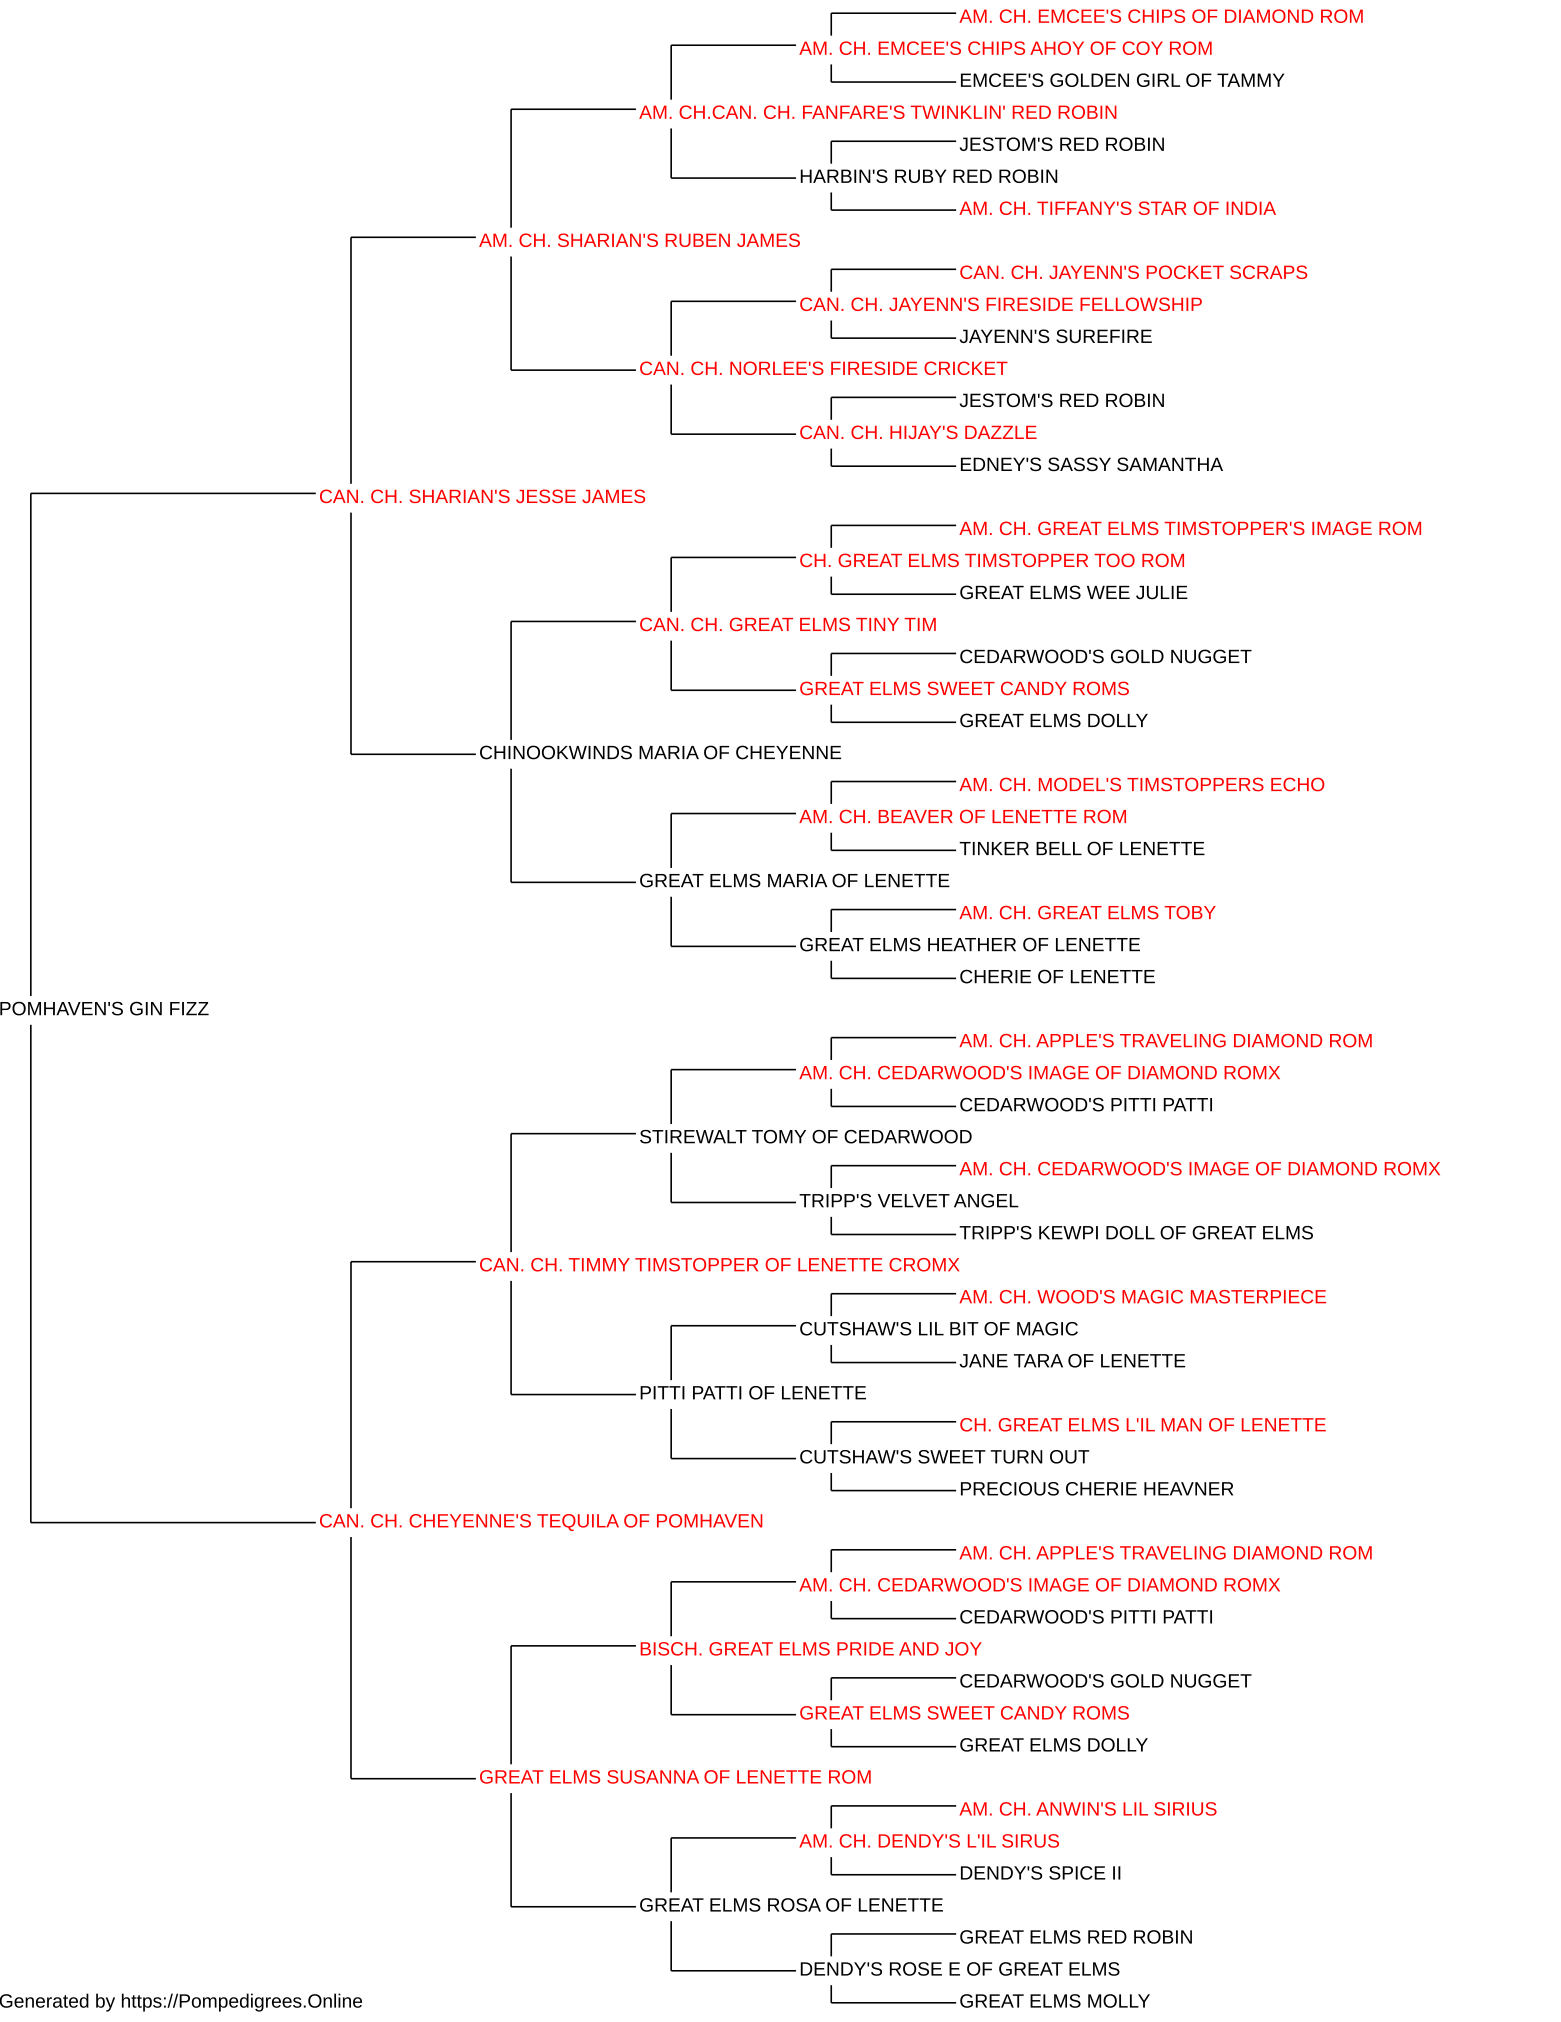 AM. CH. EMCEE'S CHIPS OF DIAMOND ROM
AM. CH. EMCEE'S CHIPS AHOY OF COY ROM
EMCEE'S GOLDEN GIRL OF TAMMY
AM. CH.CAN. CH. FANFARE'S TWINKLIN' RED ROBIN
JESTOM'S RED ROBIN
HARBIN'S RUBY RED ROBIN
AM. CH. TIFFANY'S STAR OF INDIA
AM. CH. SHARIAN'S RUBEN JAMES
CAN. CH. JAYENN'S POCKET SCRAPS
CAN. CH. JAYENN'S FIRESIDE FELLOWSHIP
JAYENN'S SUREFIRE
CAN. CH. NORLEE'S FIRESIDE CRICKET
JESTOM'S RED ROBIN
CAN. CH. HIJAY'S DAZZLE
EDNEY'S SASSY SAMANTHA
CAN. CH. SHARIAN'S JESSE JAMES
AM. CH. GREAT ELMS TIMSTOPPER'S IMAGE ROM
CH. GREAT ELMS TIMSTOPPER TOO ROM
GREAT ELMS WEE JULIE
CAN. CH. GREAT ELMS TINY TIM
CEDARWOOD'S GOLD NUGGET
GREAT ELMS SWEET CANDY ROMS
GREAT ELMS DOLLY
CHINOOKWINDS MARIA OF CHEYENNE
AM. CH. MODEL'S TIMSTOPPERS ECHO
AM. CH. BEAVER OF LENETTE ROM
TINKER BELL OF LENETTE
GREAT ELMS MARIA OF LENETTE
AM. CH. GREAT ELMS TOBY
GREAT ELMS HEATHER OF LENETTE
CHERIE OF LENETTE
POMHAVEN'S GIN FIZZ
AM. CH. APPLE'S TRAVELING DIAMOND ROM
AM. CH. CEDARWOOD'S IMAGE OF DIAMOND ROMX
CEDARWOOD'S PITTI PATTI
STIREWALT TOMY OF CEDARWOOD
AM. CH. CEDARWOOD'S IMAGE OF DIAMOND ROMX
TRIPP'S VELVET ANGEL
TRIPP'S KEWPI DOLL OF GREAT ELMS
CAN. CH. TIMMY TIMSTOPPER OF LENETTE CROMX
AM. CH. WOOD'S MAGIC MASTERPIECE
CUTSHAW'S LIL BIT OF MAGIC
JANE TARA OF LENETTE
PITTI PATTI OF LENETTE
CH. GREAT ELMS L'IL MAN OF LENETTE
CUTSHAW'S SWEET TURN OUT
PRECIOUS CHERIE HEAVNER
CAN. CH. CHEYENNE'S TEQUILA OF POMHAVEN
AM. CH. APPLE'S TRAVELING DIAMOND ROM
AM. CH. CEDARWOOD'S IMAGE OF DIAMOND ROMX
CEDARWOOD'S PITTI PATTI
BISCH. GREAT ELMS PRIDE AND JOY
CEDARWOOD'S GOLD NUGGET
GREAT ELMS SWEET CANDY ROMS
GREAT ELMS DOLLY
GREAT ELMS SUSANNA OF LENETTE ROM
AM. CH. ANWIN'S LIL SIRIUS
AM. CH. DENDY'S L'IL SIRUS
DENDY'S SPICE II
GREAT ELMS ROSA OF LENETTE
GREAT ELMS RED ROBIN
DENDY'S ROSE E OF GREAT ELMS
GREAT ELMS MOLLY
Generated by https://Pompedigrees.Online